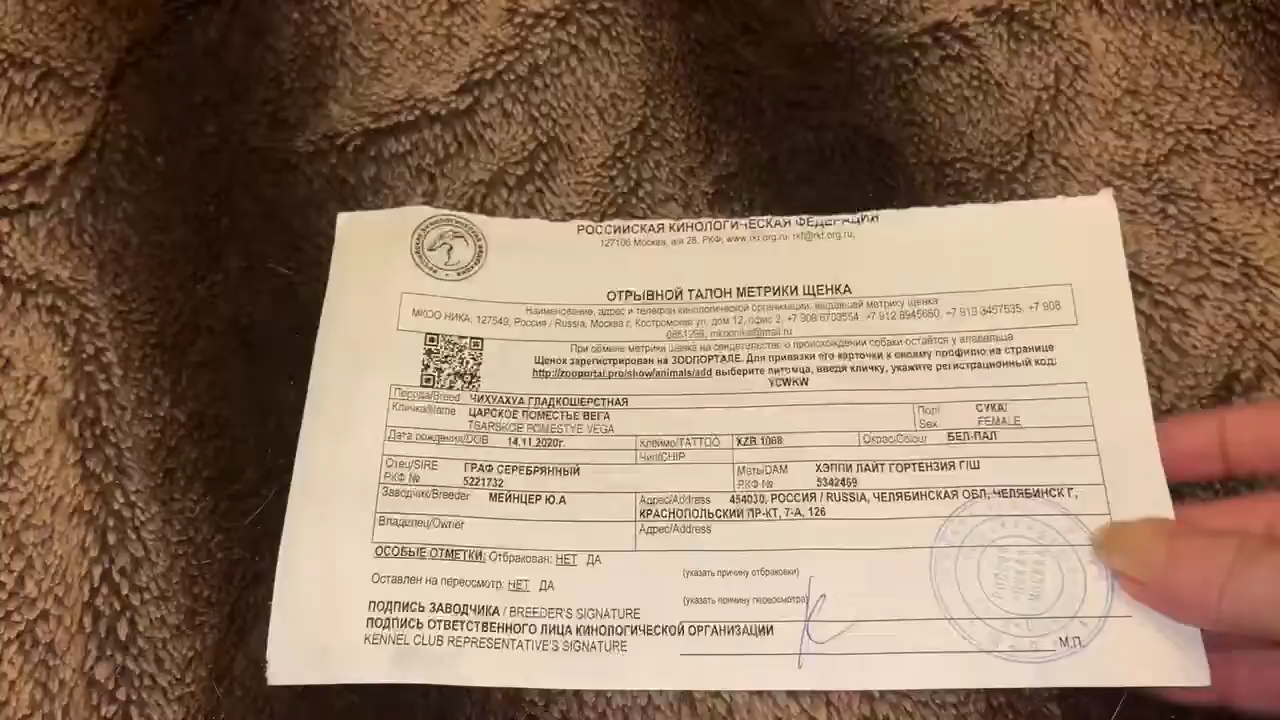 РОССИЙСКАЯ КИНОЛОГИЧЕСКАЯ ФЕДЕРАЦИЯ
127106 Москва, а/я 28, РКФ, www.rkf.org.ru, rkf@rkf.org.ru,
ОТРЫВНОЙ ТАЛОН МЕТРИКИ ЩЕНКА
Наименование, адрес и телефон кинологической организации, выдавшей метрику щенка
МКОО НИКА, 127549, Россия / Russia, Москва г, Костромская ул, дом 12, офис 2, +7 908 6703554, +7 912 8945660, +7 919 3457535, +7 908
mkoonika@mail.ru
При обмене метрики щенка на свидетельство о происхождении собаки остаётся у владельца
Щенок зарегистрирован на ЗООПОРТАЛЕ. Для привязки его карточки к своему профилю на странице
http://zooportal.pro/show/animals/add выберите питомца, введя кличку, укажите регистрационный код:
YCWKW
Порода/Breed ЧИХУАХУА ГЛАДКОШЕРСТНАЯ
Кличка/Name ЦАРСКОЕ ПОМЕСТЬЕ ВЕГА Пол/ СУКА/
TSARSKOE POMESTYE VEGA Sex FEMALE
Дата рождения/DOB 14.11.2020г. Клеймо/TATTOO XZB 1068 Окрас/Colour БЕЛ-ПАЛ
Чип/CHIP
Отец/SIRE ГРАФ СЕРЕБРЯННЫЙ Мать/DAM ХЭППИ ЛАЙТ ГОРТЕНЗИЯ Г/Ш
РКФ № 5221732 РКФ № 5342469
Заводчик/Breeder МЕЙНЦЕР Ю.А Адрес/Address 454030, РОССИЯ / RUSSIA, ЧЕЛЯБИНСКАЯ ОБЛ, ЧЕЛЯБИНСК Г,
КРАСНОПОЛЬСКИЙ ПР-КТ, 7-А, 126
Владелец/Owner Адрес/Address
ОСОБЫЕ ОТМЕТКИ: Отбракован: НЕТ ДА
(указать причину отбраковки)
Оставлен на пересмотр: НЕТ ДА
(указать причину пересмотра)
ПОДПИСЬ ЗАВОДЧИКА / BREEDER'S SIGNATURE
ПОДПИСЬ ОТВЕТСТВЕННОГО ЛИЦА КИНОЛОГИЧЕСКОЙ ОРГАНИЗАЦИИ
KENNEL CLUB REPRESENTATIVE'S SIGNATURE М.П.